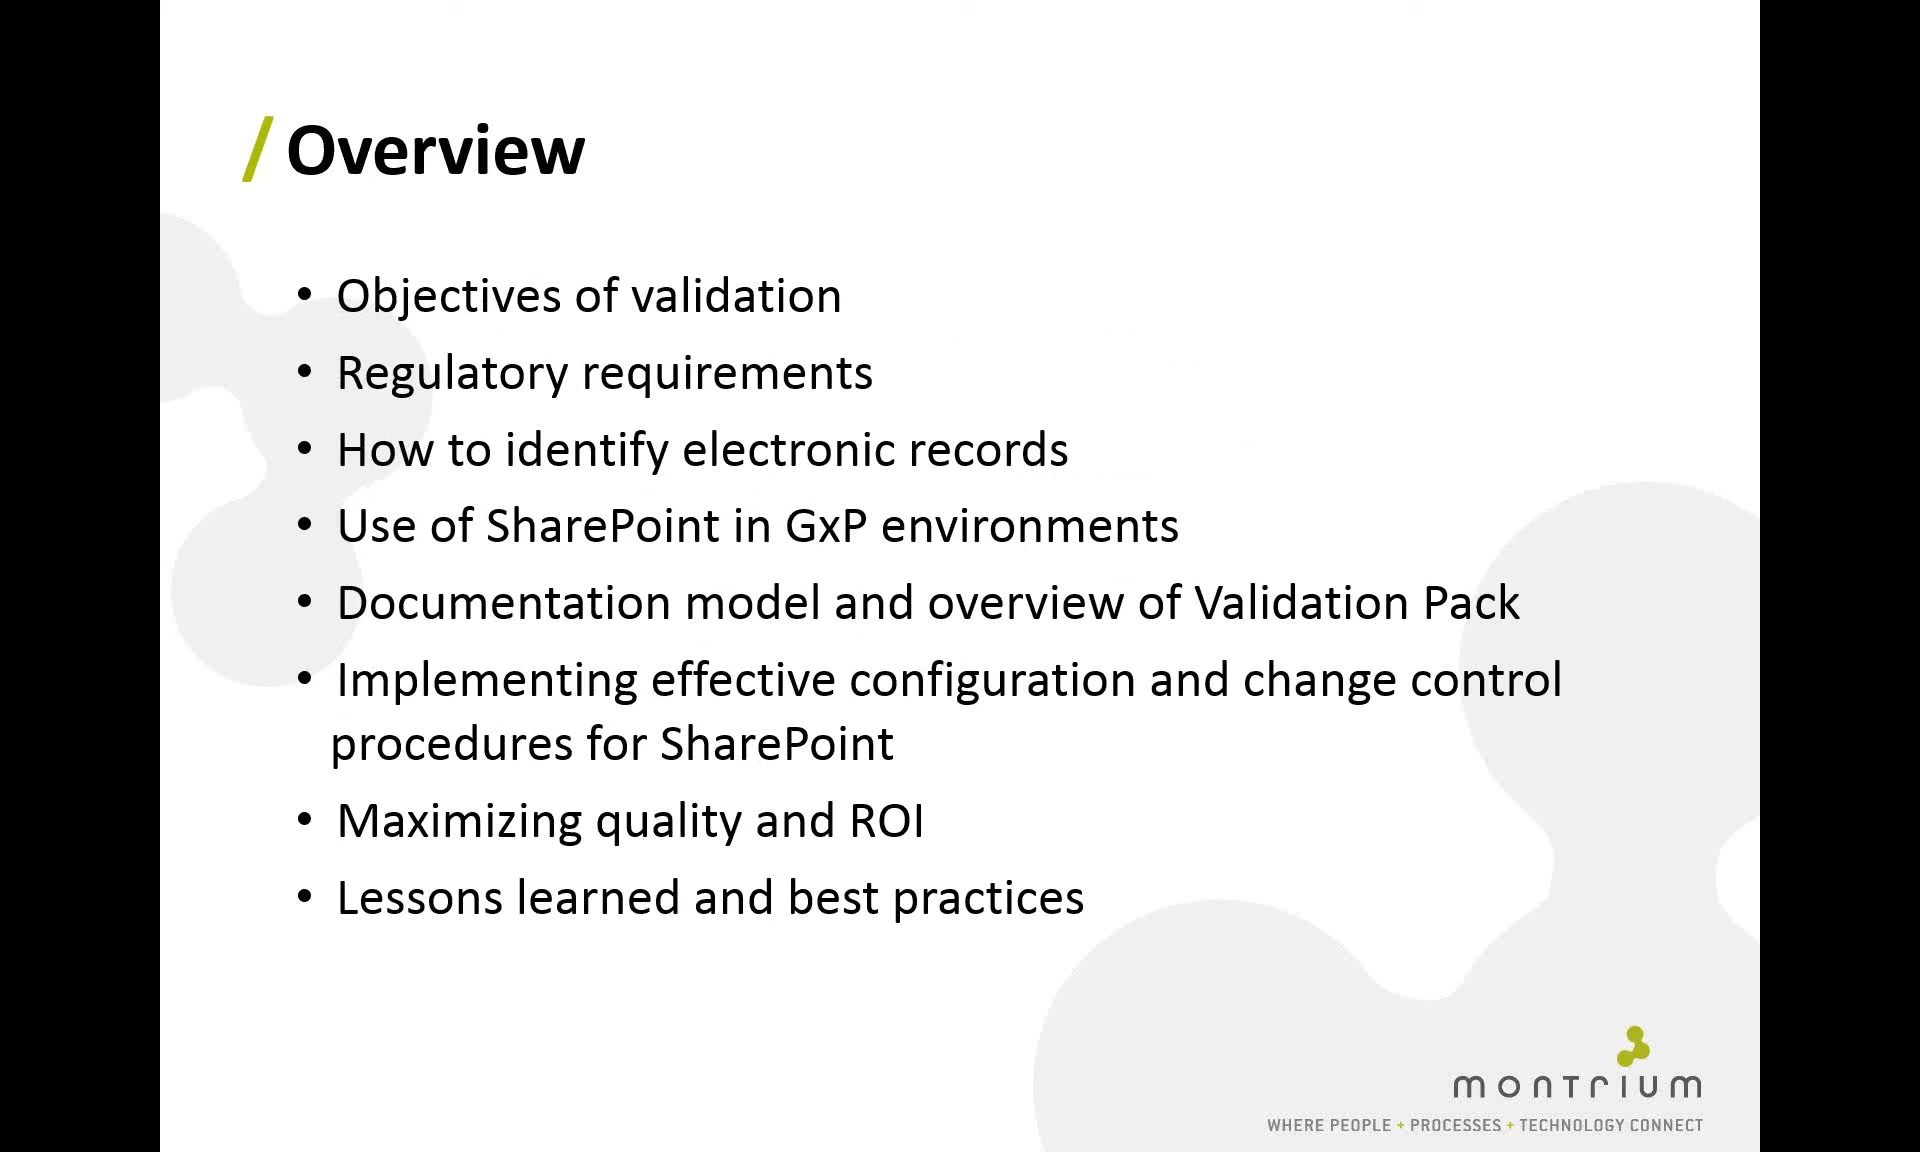 / Overview
• Objectives of validation
• Regulatory requirements
• How to identify electronic records
• Use of SharePoint in GxP environments
• Documentation model and overview of Validation Pack
• Implementing effective configuration and change control
procedures for SharePoint
• Maximizing quality and ROI
• Lessons learned and best practices
montrium
WHERE PEOPLE + PROCESSES + TECHNOLOGY CONNECT